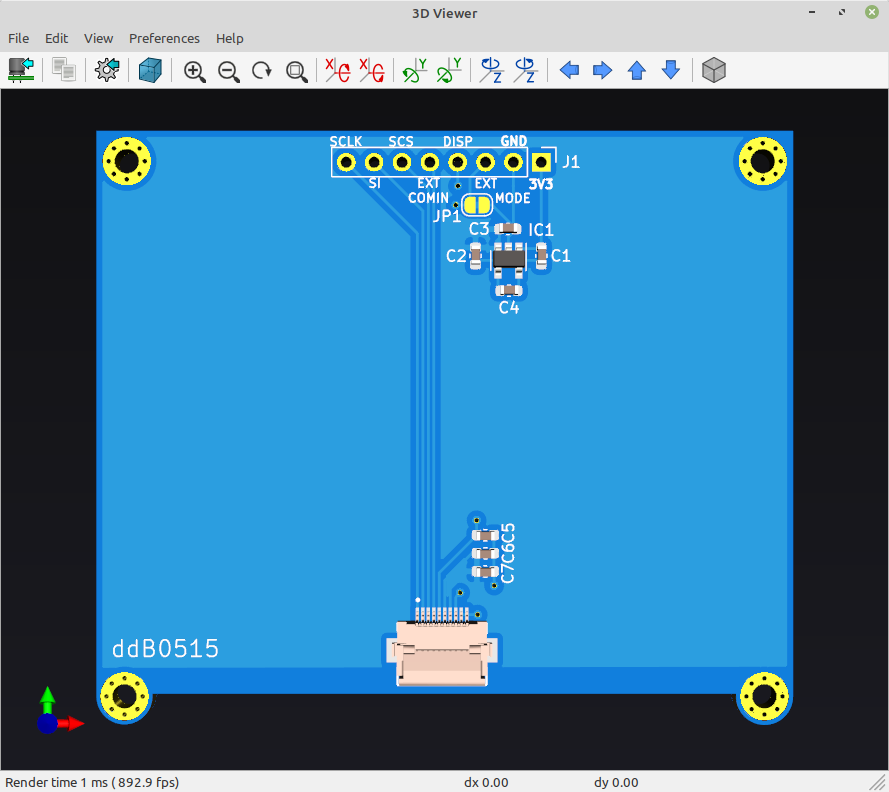 3D Viewer
File Edit View Preferences Help
X X Y Y Z Z
SCLK SCS DISP GND
J1
SI EXT EXT 3V3
COMIN MODE
JP1
C3 IC1
C2 C1
C4
C7C6C5
ddB0515
Render time 1 ms ( 892.9 fps) dx 0.00 dy 0.00